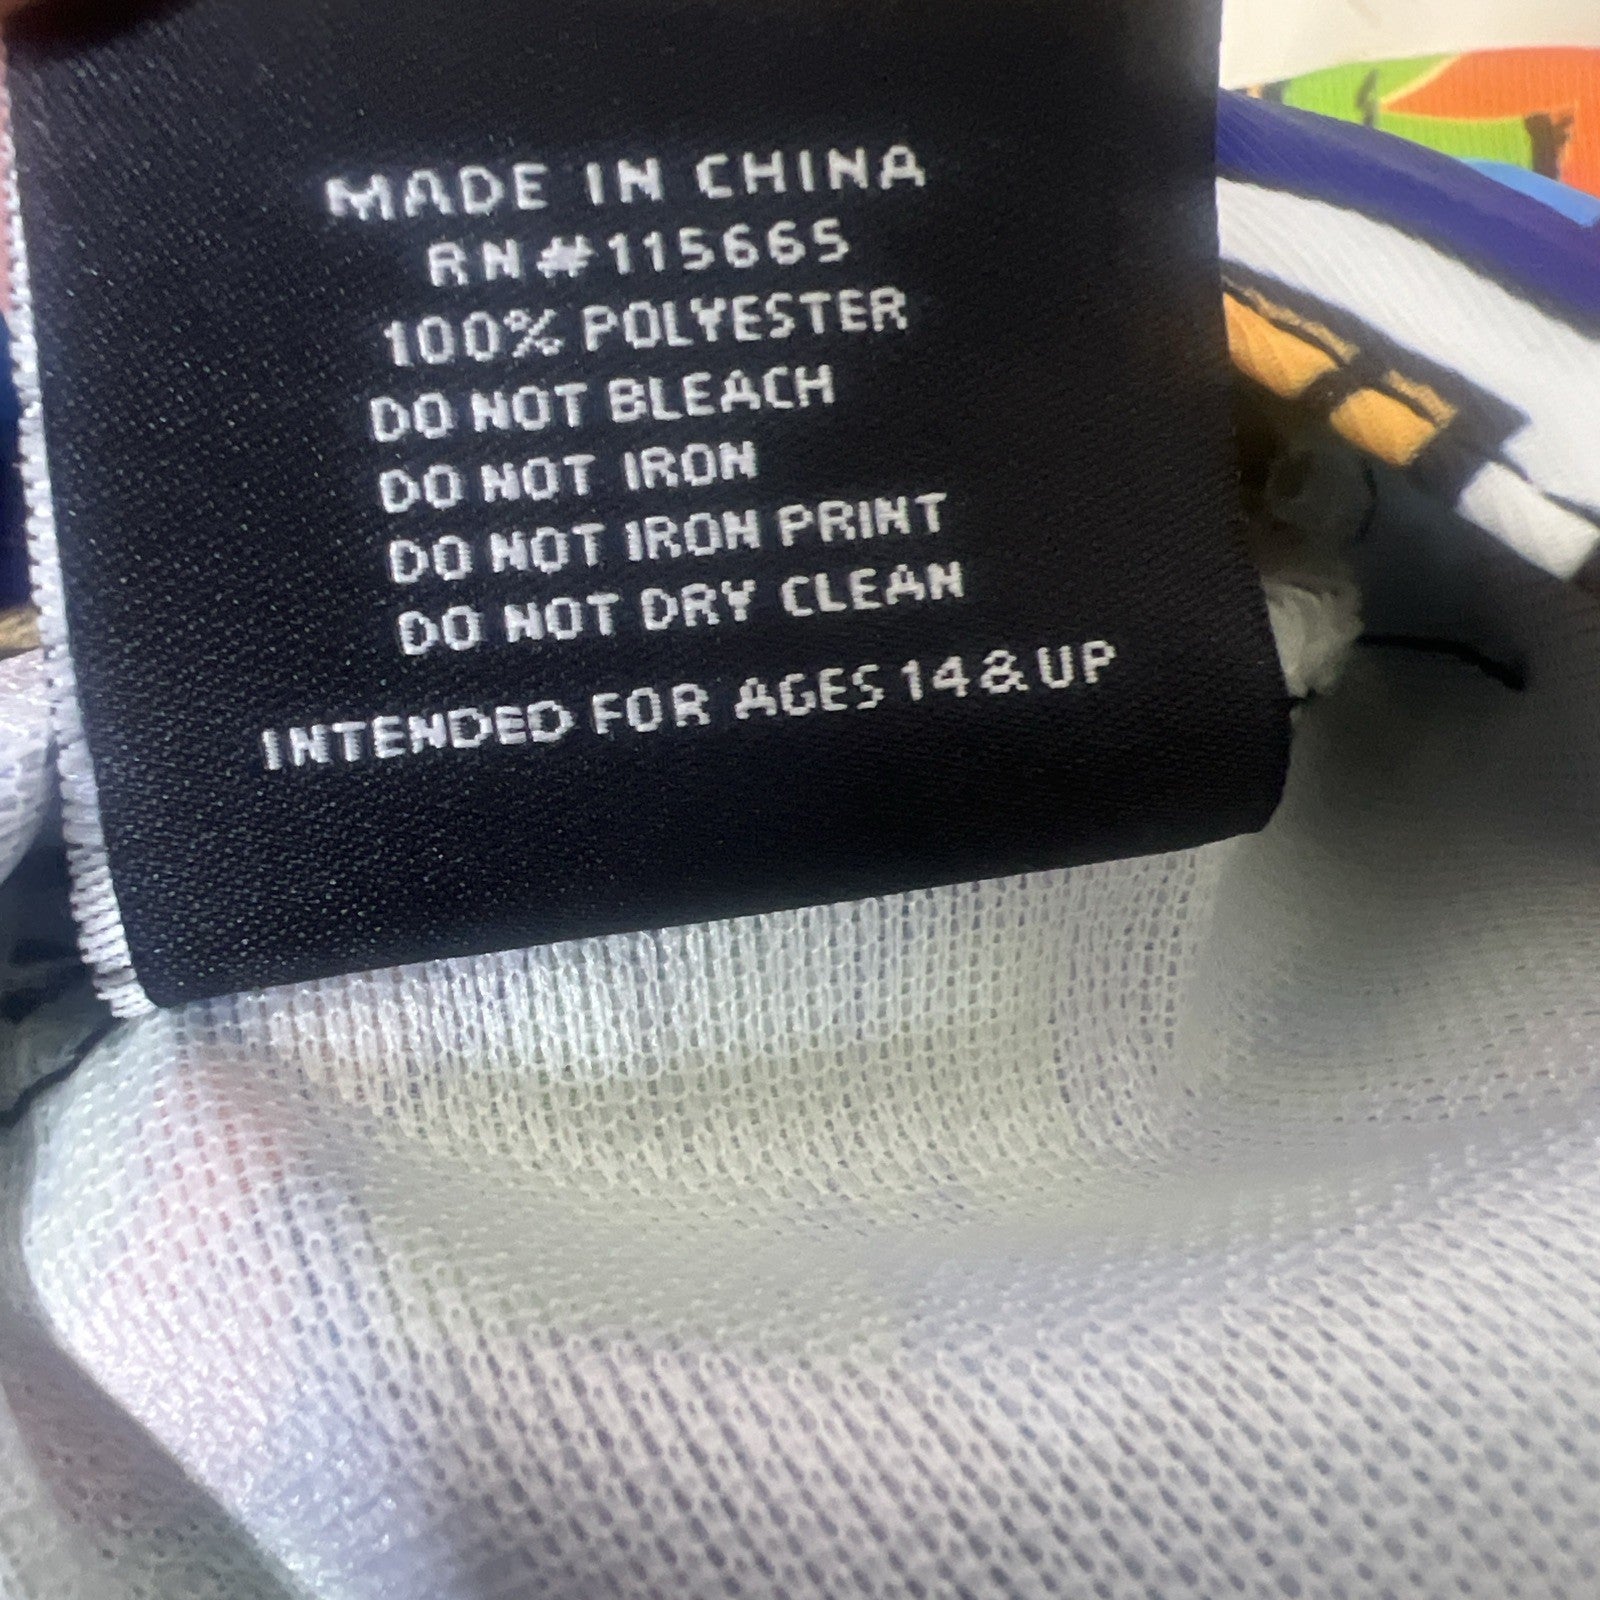 MADE IN CHINA
RN#115665
100% POLYESTER
DO NOT BLEACH
DO NOT IRON
DO NOT IRON PRINT
DO NOT DRY CLEAN
INTENDED FOR AGES 14 & UP